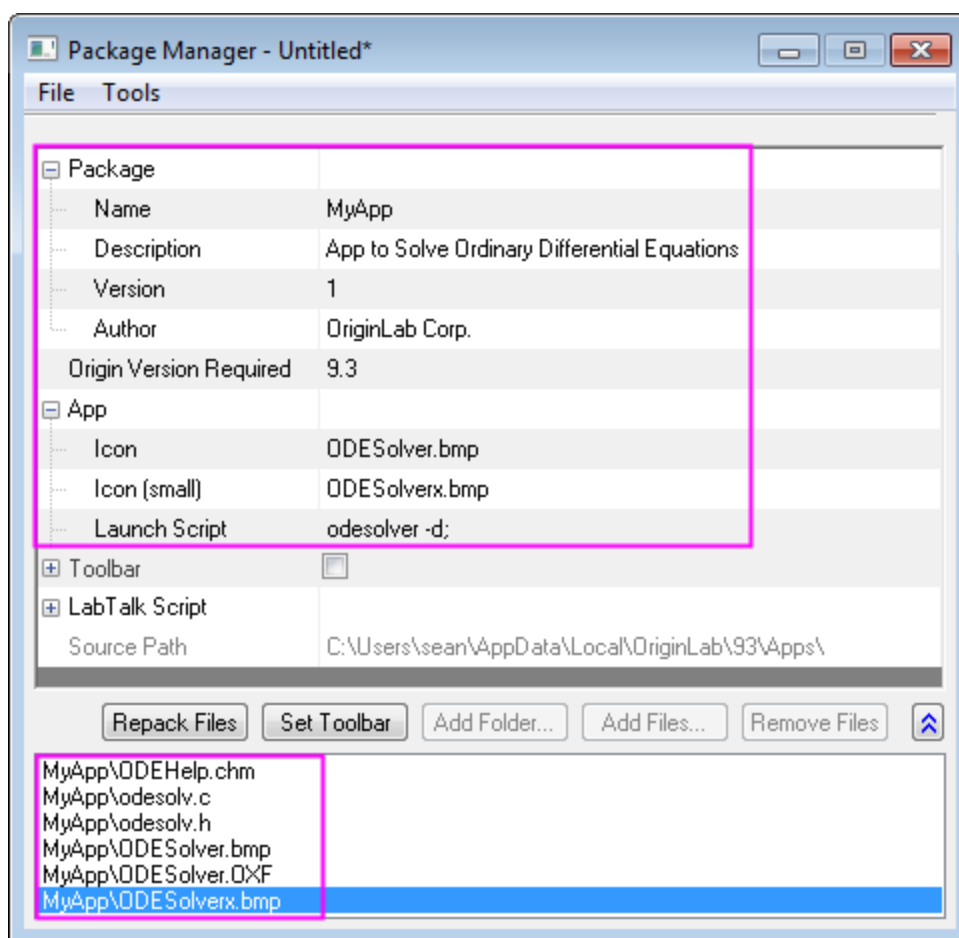 Package Manager - Untitled*
File Tools
Package
Name MyApp
Description App to Solve Ordinary Differential Equations
Version 1
Author OriginLab Corp.
Origin Version Required 9.3
App
Icon ODESolver.bmp
Icon (small) ODESolverx.bmp
Launch Script odesolver -d;
Toolbar
LabTalk Script
Source Path C:\Users\sean\AppData\Local\OriginLab\93\Apps\
Repack Files Set Toolbar Add Folder... Add Files... Remove Files
MyApp\ODEHelp.chm
MyApp\odesolv.c
MyApp\odesolv.h
MyApp\ODESolver.bmp
MyApp\ODESolver.OXF
MyApp\ODESolverx.bmp